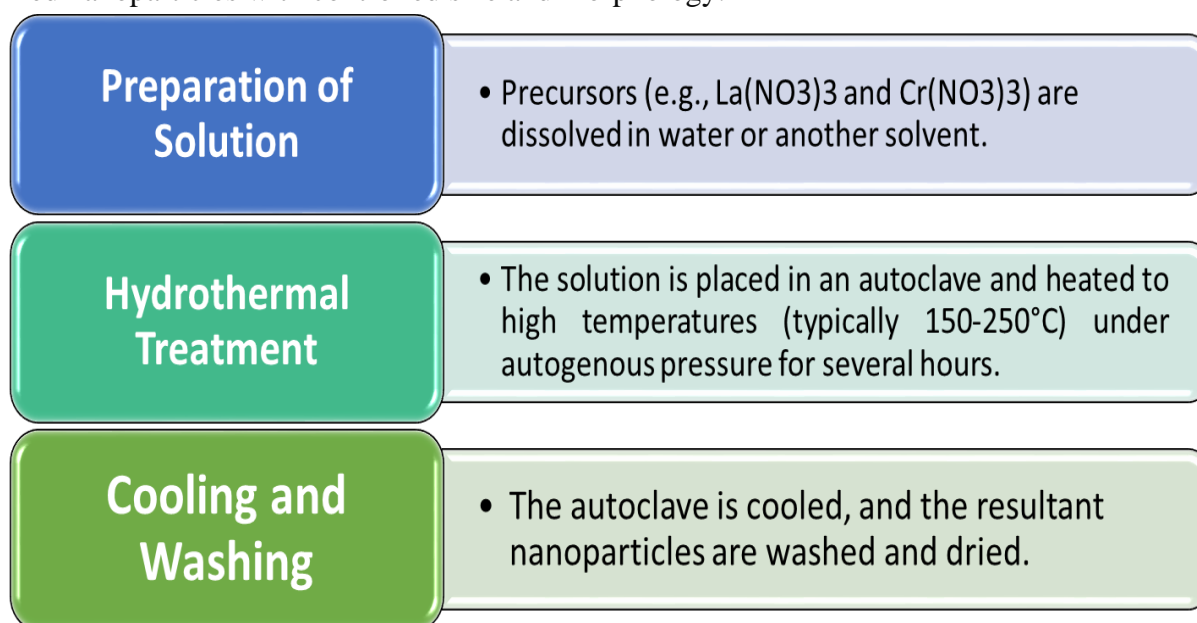 Preparation of
Solution
• Precursors (e.g., La(NO3)3 and Cr(NO3)3) are
dissolved in water or another solvent.
Hydrothermal
Treatment
• The solution is placed in an autoclave and heated to
high temperatures (typically 150-250°C) under
autogenous pressure for several hours.
Cooling and
Washing
• The autoclave is cooled, and the resultant
nanoparticles are washed and dried.